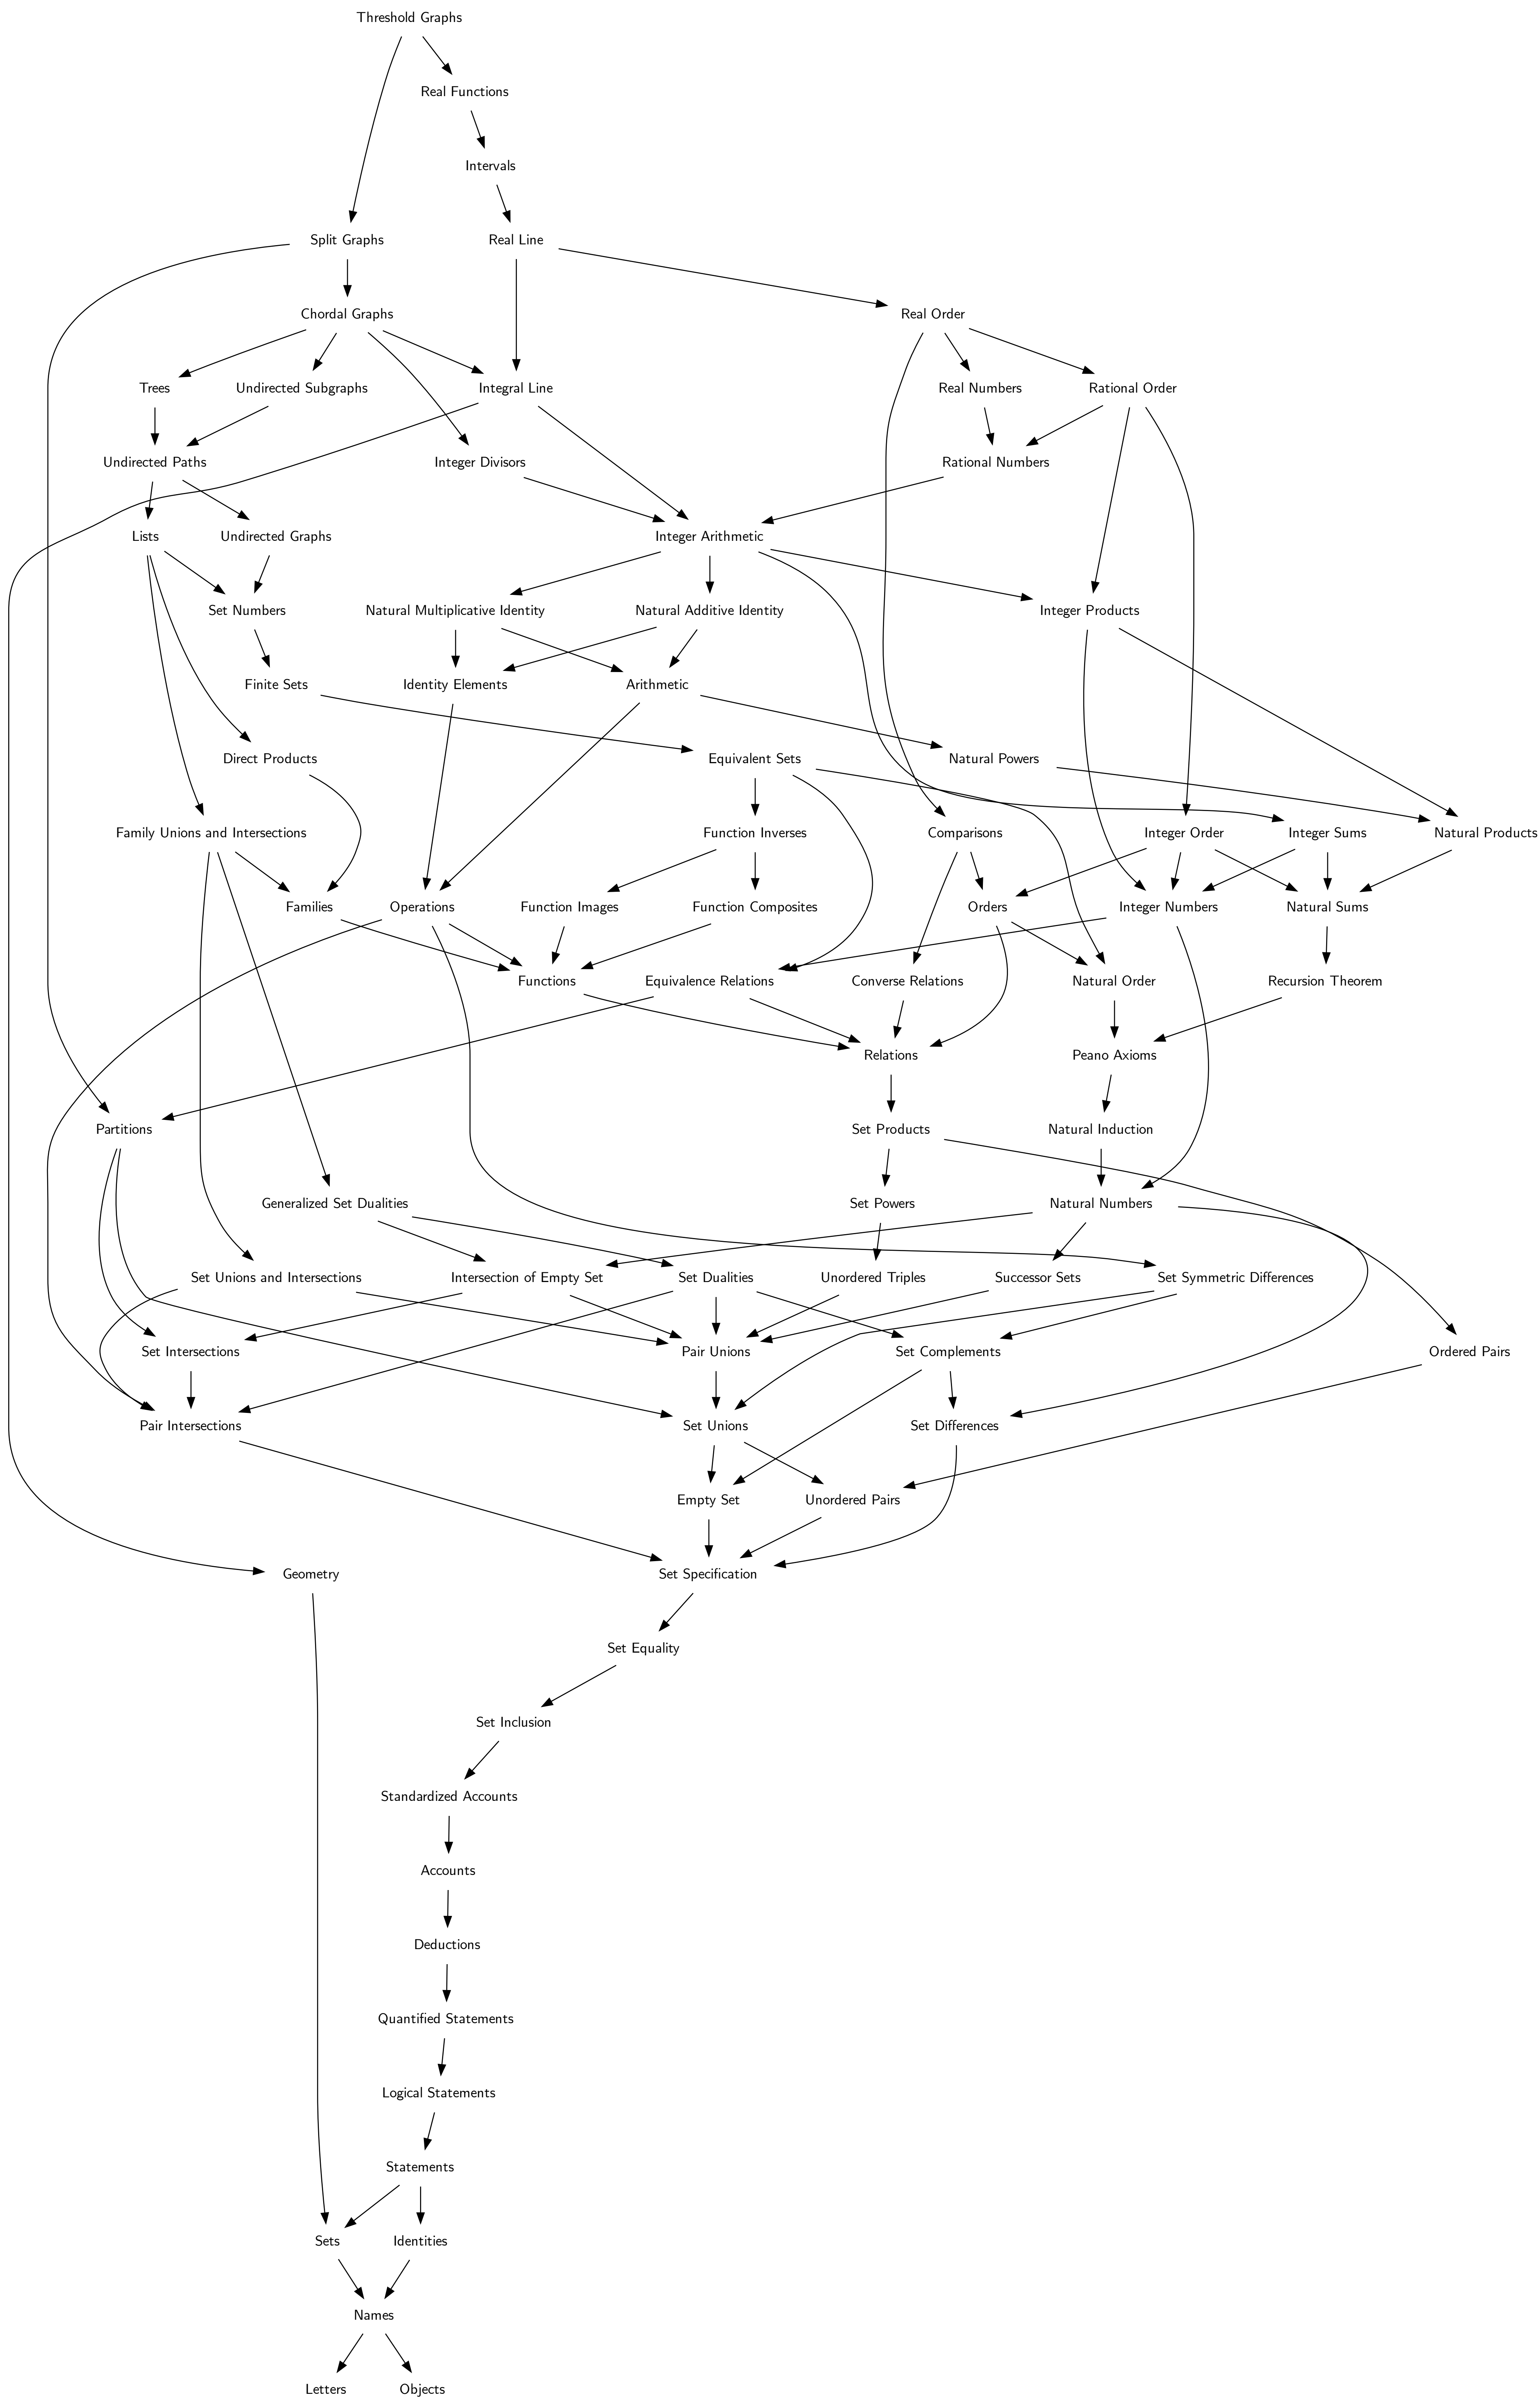 Threshold Graphs
Real Functions
Intervals
Split Graphs
Real Line
Chordal Graphs
Real Order
Trees
Undirected Subgraphs
Integral Line
Real Numbers
Rational Order
Undirected Paths
Integer Divisors
Rational Numbers
Lists
Undirected Graphs
Integer Arithmetic
Set Numbers
Natural Multiplicative Identity
Natural Additive Identity
Integer Products
Finite Sets
Identity Elements
Arithmetic
Direct Products
Equivalent Sets
Natural Powers
Family Unions and Intersections
Function Inverses
Comparisons
Integer Order
Integer Sums
Natural Products
Families
Operations
Function Images
Function Composites
Orders
Integer Numbers
Natural Sums
Functions
Equivalence Relations
Converse Relations
Natural Order
Recursion Theorem
Relations
Peano Axioms
Partitions
Set Products
Natural Induction
Generalized Set Dualities
Set Powers
Natural Numbers
Set Unions and Intersections
Intersection of Empty Set
Set Dualities
Unordered Triples
Successor Sets
Set Symmetric Differences
Set Intersections
Pair Unions
Set Complements
Ordered Pairs
Pair Intersections
Set Unions
Set Differences
Empty Set
Unordered Pairs
Geometry
Set Specification
Set Equality
Set Inclusion
Standardized Accounts
Accounts
Deductions
Quantified Statements
Logical Statements
Statements
Sets
Identities
Names
Letters
Objects